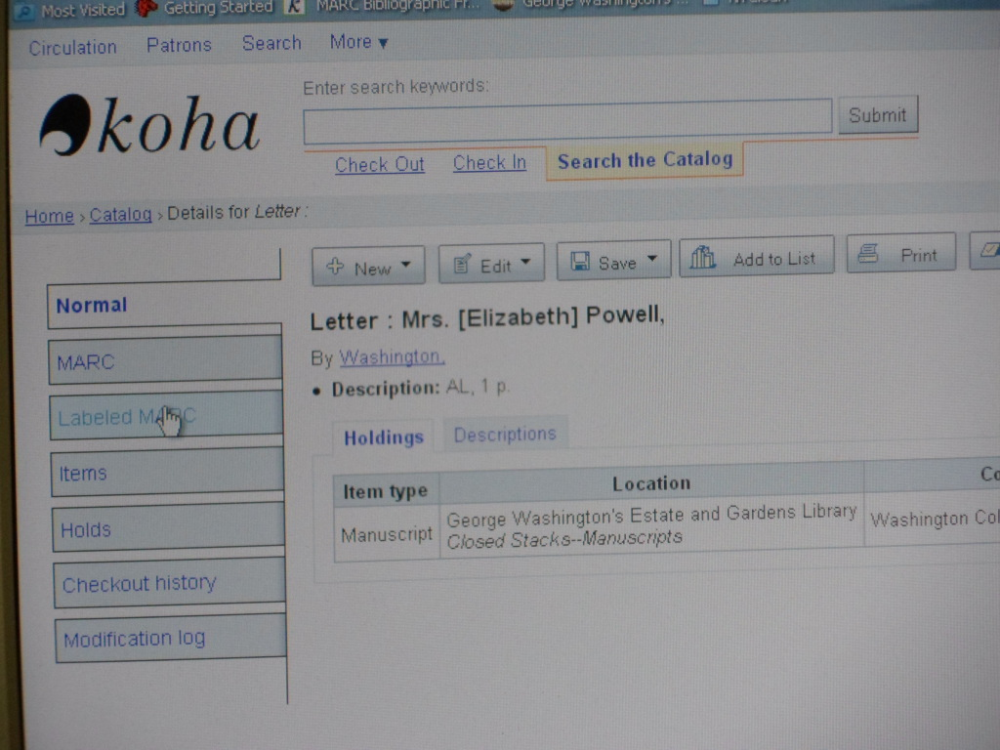 Most Visited Getting Started MARC Bibliographic Fr... George Washington's ...
Circulation Patrons Search More
Enter search keywords:
koha
Submit
Check Out Check In Search the Catalog
Home › Catalog › Details for Letter :
New Edit Save Add to List Print
Normal
MARC
Labeled MARC
Items
Holds
Checkout history
Modification log
Letter : Mrs. [Elizabeth] Powell,
By Washington,
• Description: AL, 1 p.
Holdings Descriptions
Item type Location
Manuscript George Washington's Estate and Gardens Library Washington
Closed Stacks--Manuscripts